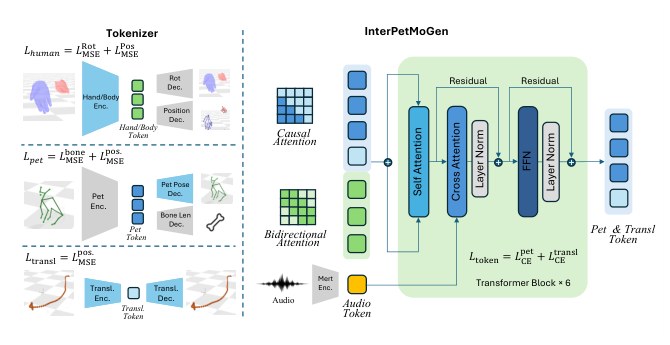 Tokenizer
L_human = L_MSE^Rot + L_MSE^Pos
Hand/Body
Enc.
Rot
Dec.
Position
Dec.
Hand/Body
Token
L_pet = L_MSE^bone + L_MSE^pos.
Pet
Enc.
Pet Pose
Dec.
Bone Len
Dec.
Pet
Token
L_transl = L_MSE^pos.
Transl.
Enc.
Transl.
Dec.
Transl.
Token
InterPetMoGen
Causal
Attention
Bidirectional
Attention
Audio
Mert
Enc.
Audio
Token
Residual
Residual
Self Attention
Cross Attention
Layer Norm
FFN
Layer Norm
L_token = L_CE^pet + L_CE^transl
Transformer Block × 6
Pet & Transl
Token